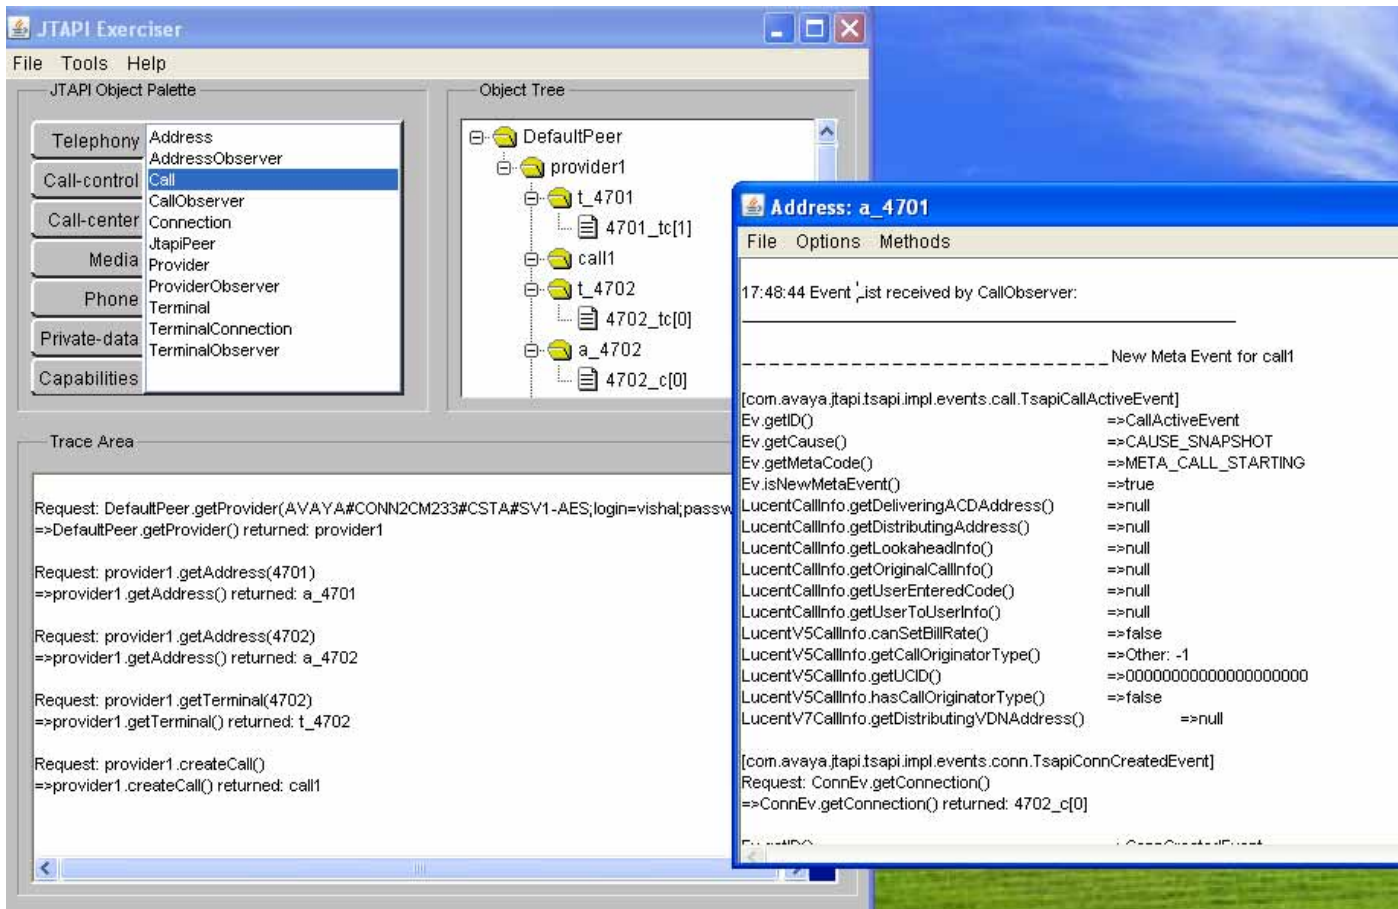 JTAPI Exerciser
File Tools Help
JTAPI Object Palette
Telephony
Call-control
Call-center
Media
Phone
Private-data
Capabilities
Address
AddressObserver
Call
CallObserver
Connection
JtapiPeer
Provider
ProviderObserver
Terminal
TerminalConnection
TerminalObserver
Object Tree
DefaultPeer
provider1
t_4701
4701_tc[1]
call1
t_4702
4702_tc[0]
a_4702
4702_c[0]
Trace Area
Request: DefaultPeer.getProvider(AVAYA#CONN2CM233#CSTA#SV1-AES;login=vishal;passw
=>DefaultPeer.getProvider() returned: provider1
Request: provider1.getAddress(4701)
=>provider1.getAddress() returned: a_4701
Request: provider1.getAddress(4702)
=>provider1.getAddress() returned: a_4702
Request: provider1.getTerminal(4702)
=>provider1.getTerminal() returned: t_4702
Request: provider1.createCall()
=>provider1.createCall() returned: call1
Address: a_4701
File Options Methods
17:48:44 Event List received by CallObserver:
New Meta Event for call1
[com.avaya.jtapi.tsapi.impl.events.call.TsapiCallActiveEvent]
Ev.getID() =>CallActiveEvent
Ev.getCause() =>CAUSE_SNAPSHOT
Ev.getMetaCode() =>META_CALL_STARTING
Ev.isNewMetaEvent() =>true
LucentCallInfo.getDeliveringACDAddress() =>null
LucentCallInfo.getDistributingAddress() =>null
LucentCallInfo.getLookaheadInfo() =>null
LucentCallInfo.getOriginalCallInfo() =>null
LucentCallInfo.getUserEnteredCode() =>null
LucentCallInfo.getUserToUserInfo() =>null
LucentV5CallInfo.canSetBillRate() =>false
LucentV5CallInfo.getCallOriginatorType() =>Other: -1
LucentV5CallInfo.getUCID() =>00000000000000000000
LucentV5CallInfo.hasCallOriginatorType() =>false
LucentV7CallInfo.getDistributingVDNAddress() =>null
[com.avaya.jtapi.tsapi.impl.events.conn.TsapiConnCreatedEvent]
Request: ConnEv.getConnection()
=>ConnEv.getConnection() returned: 4702_c[0]